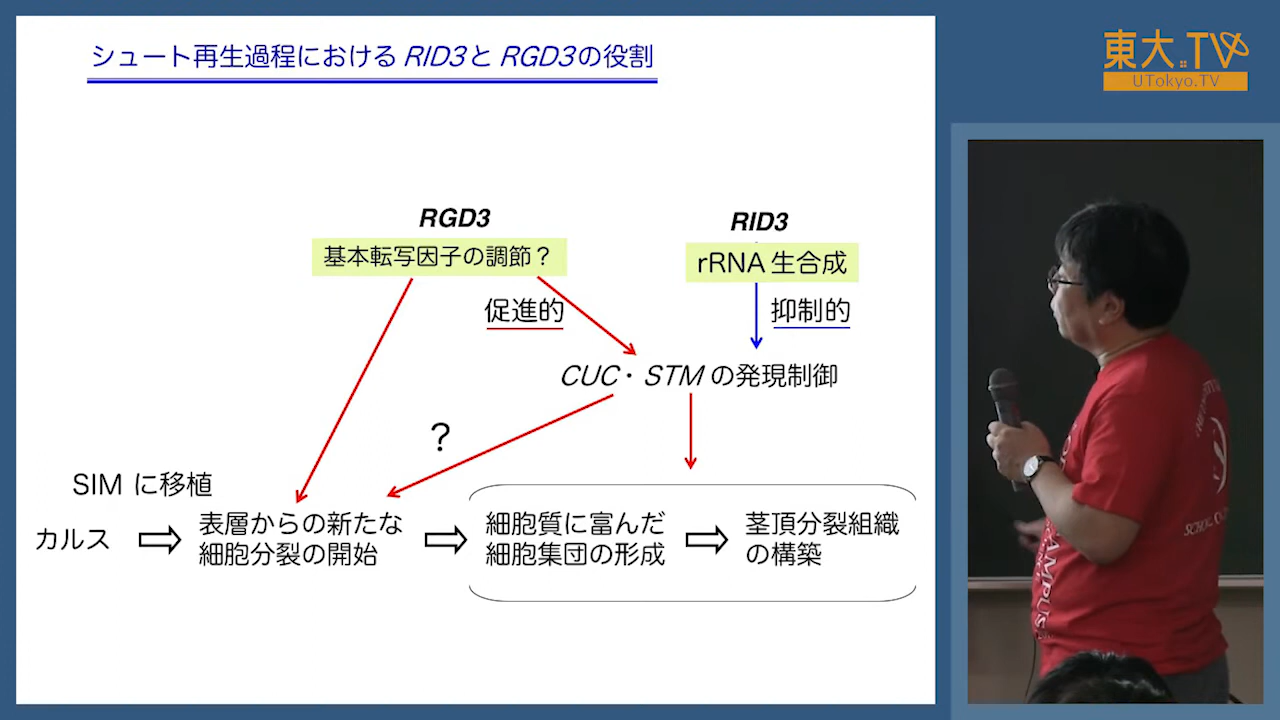 シュート再生過程における RID3 と RGD3 の役割
東大.TV
UTokyo.TV
RGD3
基本転写因子の調節？
RID3
rRNA 生合成
促進的
抑制的
CUC・STM の発現制御
？
SIM に移植
カルス
表層からの新たな
細胞分裂の開始
細胞質に富んだ
細胞集団の形成
茎頂分裂組織
の構築